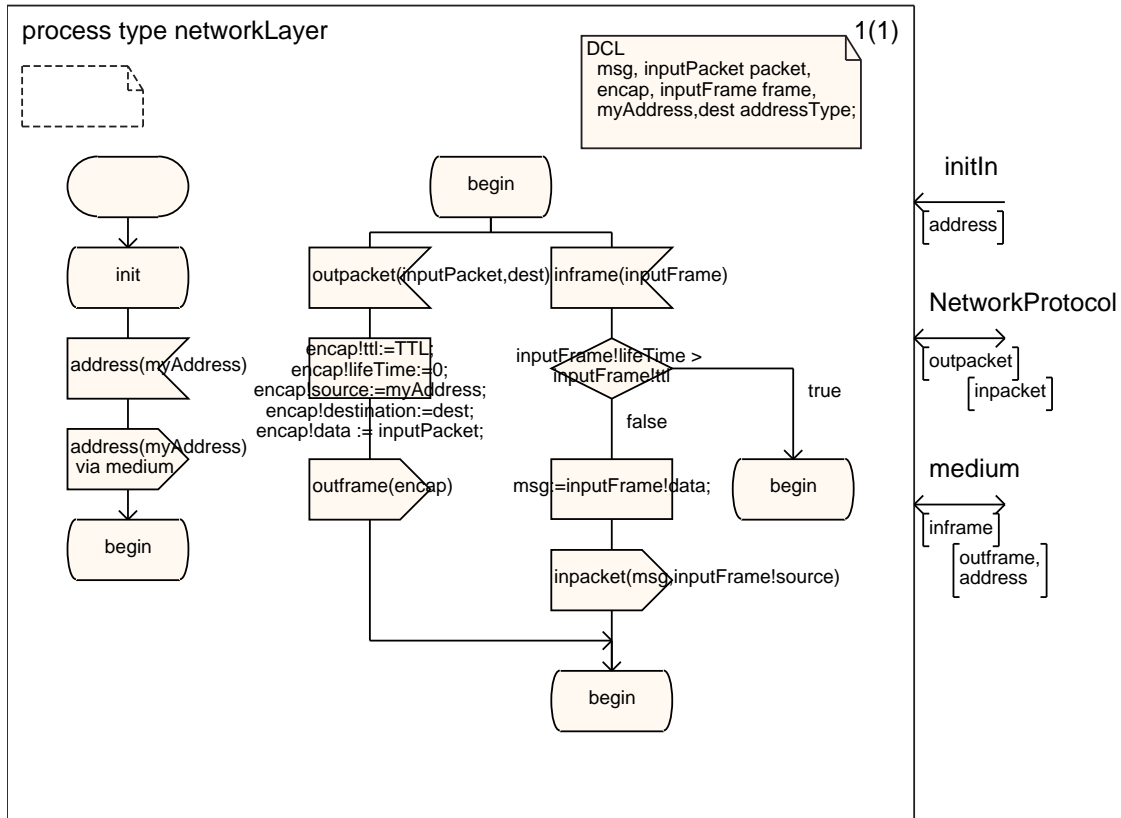 process type networkLayer
1(1)
DCL
msg, inputPacket packet,
encap, inputFrame frame,
myAddress,dest addressType;
init
address(myAddress)
address(myAddress)
via medium
begin
begin
outpacket(inputPacket,dest)
encap!ttl:=TTL;
encap!lifeTime:=0;
encap!source:=myAddress;
encap!destination:=dest;
encap!data := inputPacket;
outframe(encap)
inframe(inputFrame)
inputFrame!lifeTime >
inputFrame!ttl
true
false
msg:=inputFrame!data;
begin
inpacket(msg,inputFrame!source)
begin
initIn
address
NetworkProtocol
outpacket
inpacket
medium
inframe
outframe,
address